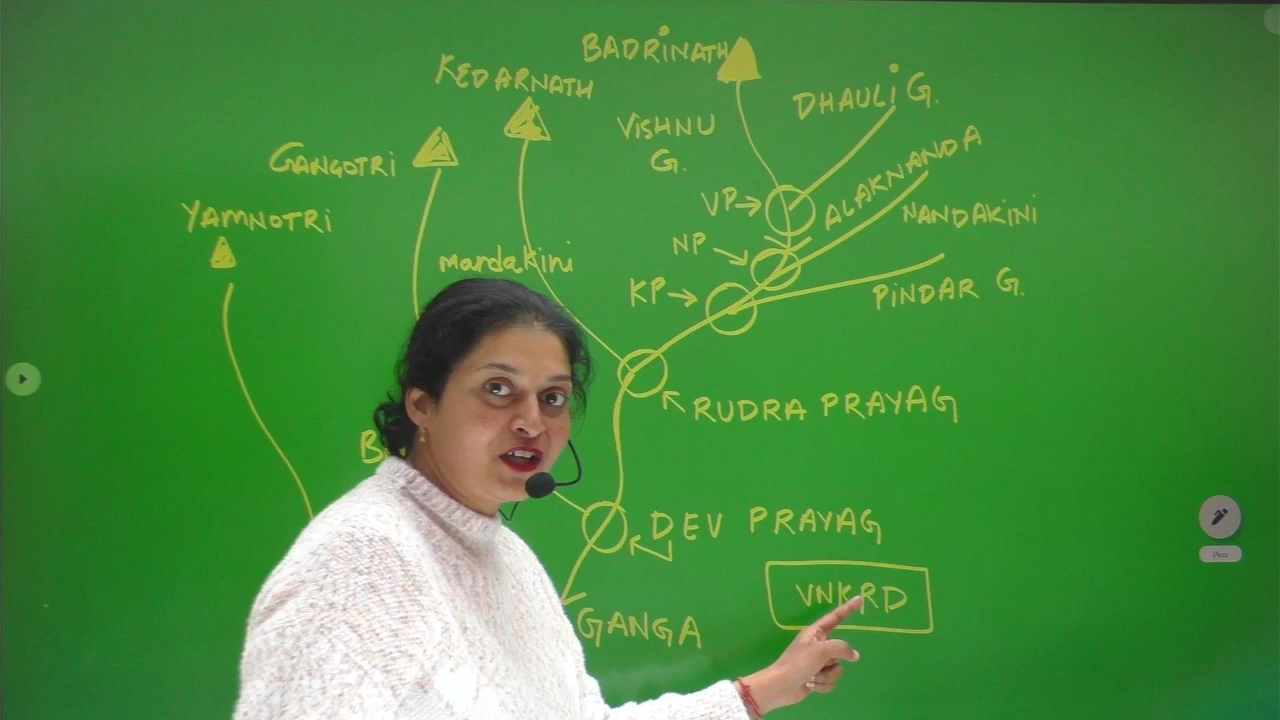 BADRINATH
KEDARNATH
DHAULI G.
VISHNU
G.
GANGOTRI
ALAKNANDA
VP→
YAMNOTRI
NANDAKINI
NP
mandakini
KP→
PINDAR G.
RUDRA PRAYAG
DEV PRAYAG
VNKRD
GANGA
Pen